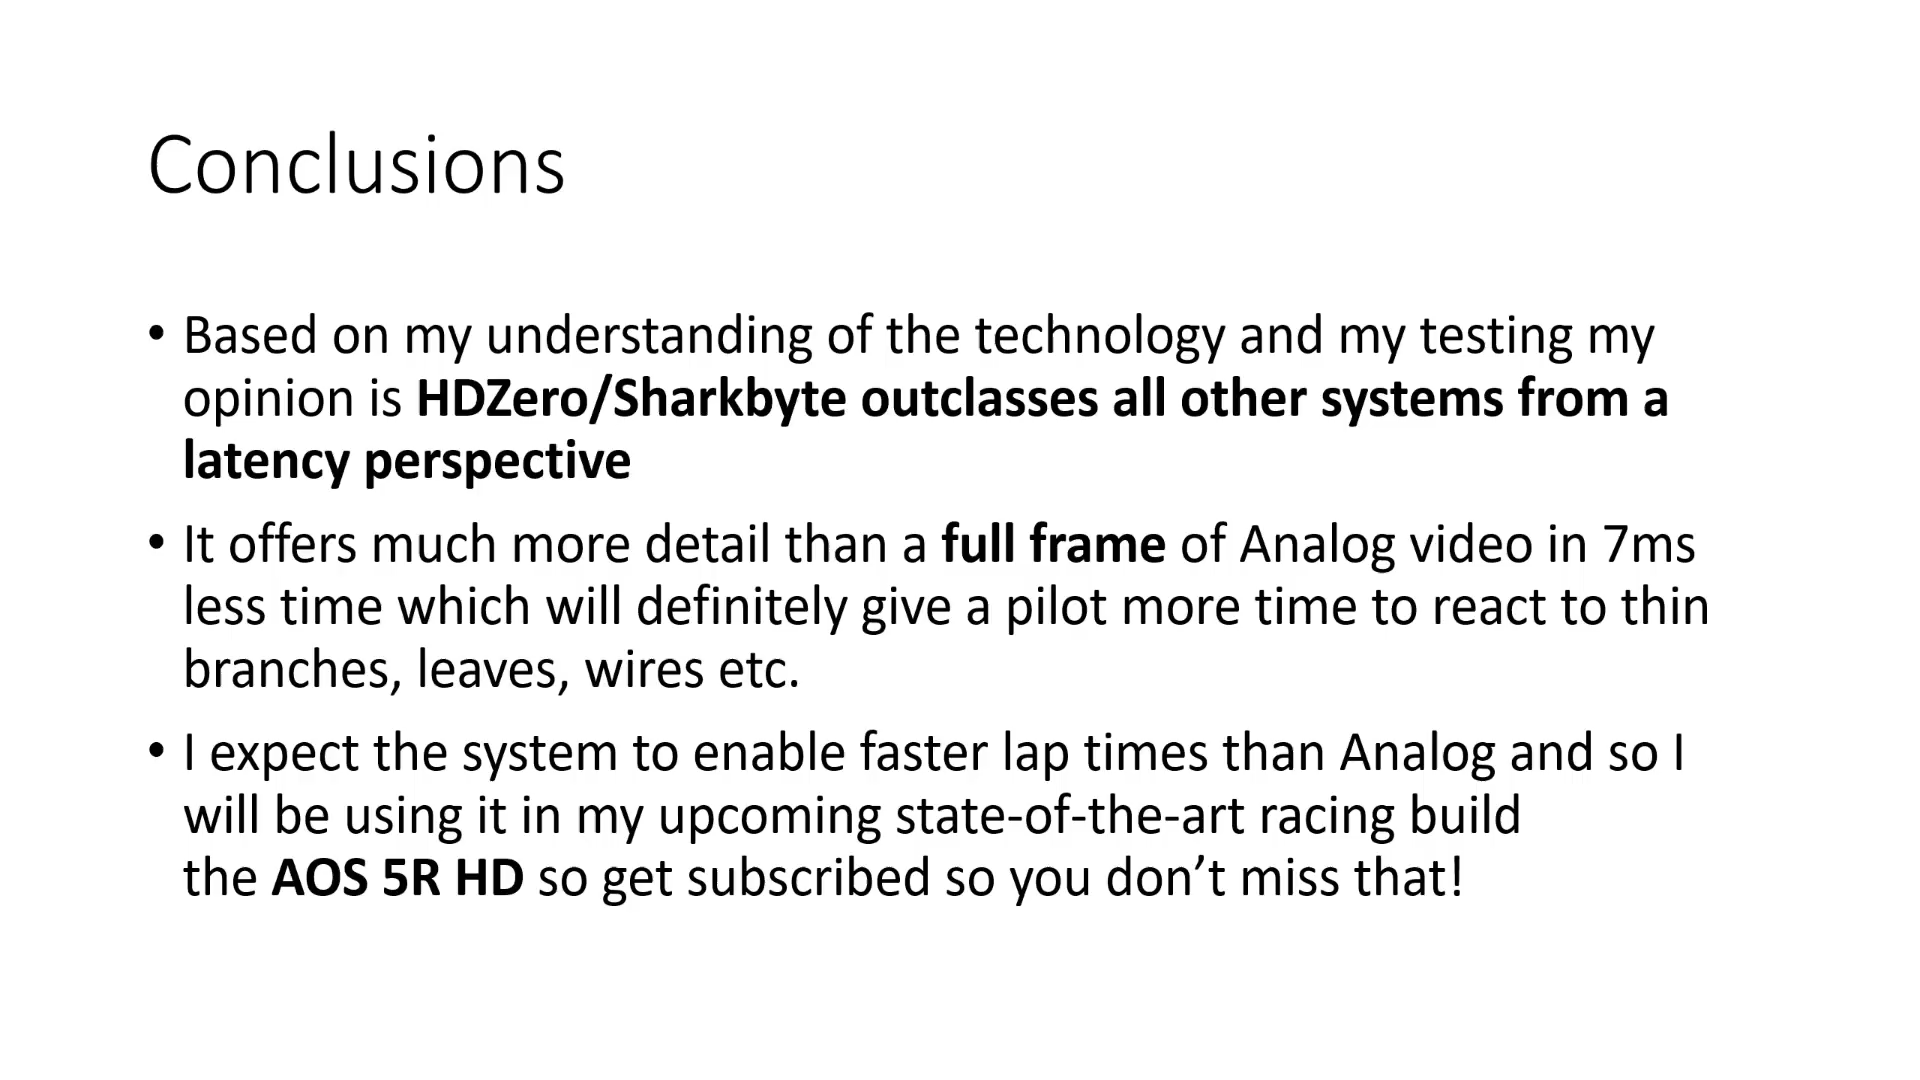 Conclusions
• Based on my understanding of the technology and my testing my
opinion is HDZero/Sharkbyte outclasses all other systems from a
latency perspective
• It offers much more detail than a full frame of Analog video in 7ms
less time which will definitely give a pilot more time to react to thin
branches, leaves, wires etc.
• I expect the system to enable faster lap times than Analog and so I
will be using it in my upcoming state-of-the-art racing build
the AOS 5R HD so get subscribed so you don’t miss that!